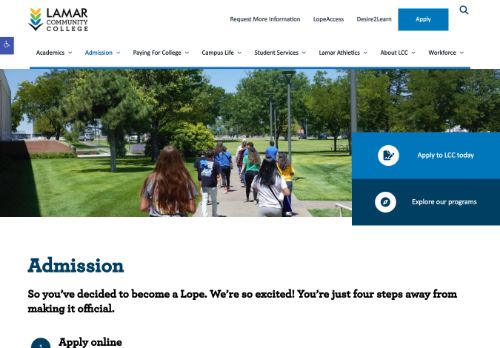 LAMAR
COMMUNITY
COLLEGE
Request More Information LopeAccess Desire2Learn Apply
Academics Admission Paying For College Campus Life Student Services Lamar Athletics About LCC Workforce
Apply to LCC today
Explore our programs
Admission
So you've decided to become a Lope. We're so excited! You're just four steps away from
making it official.
1 Apply online